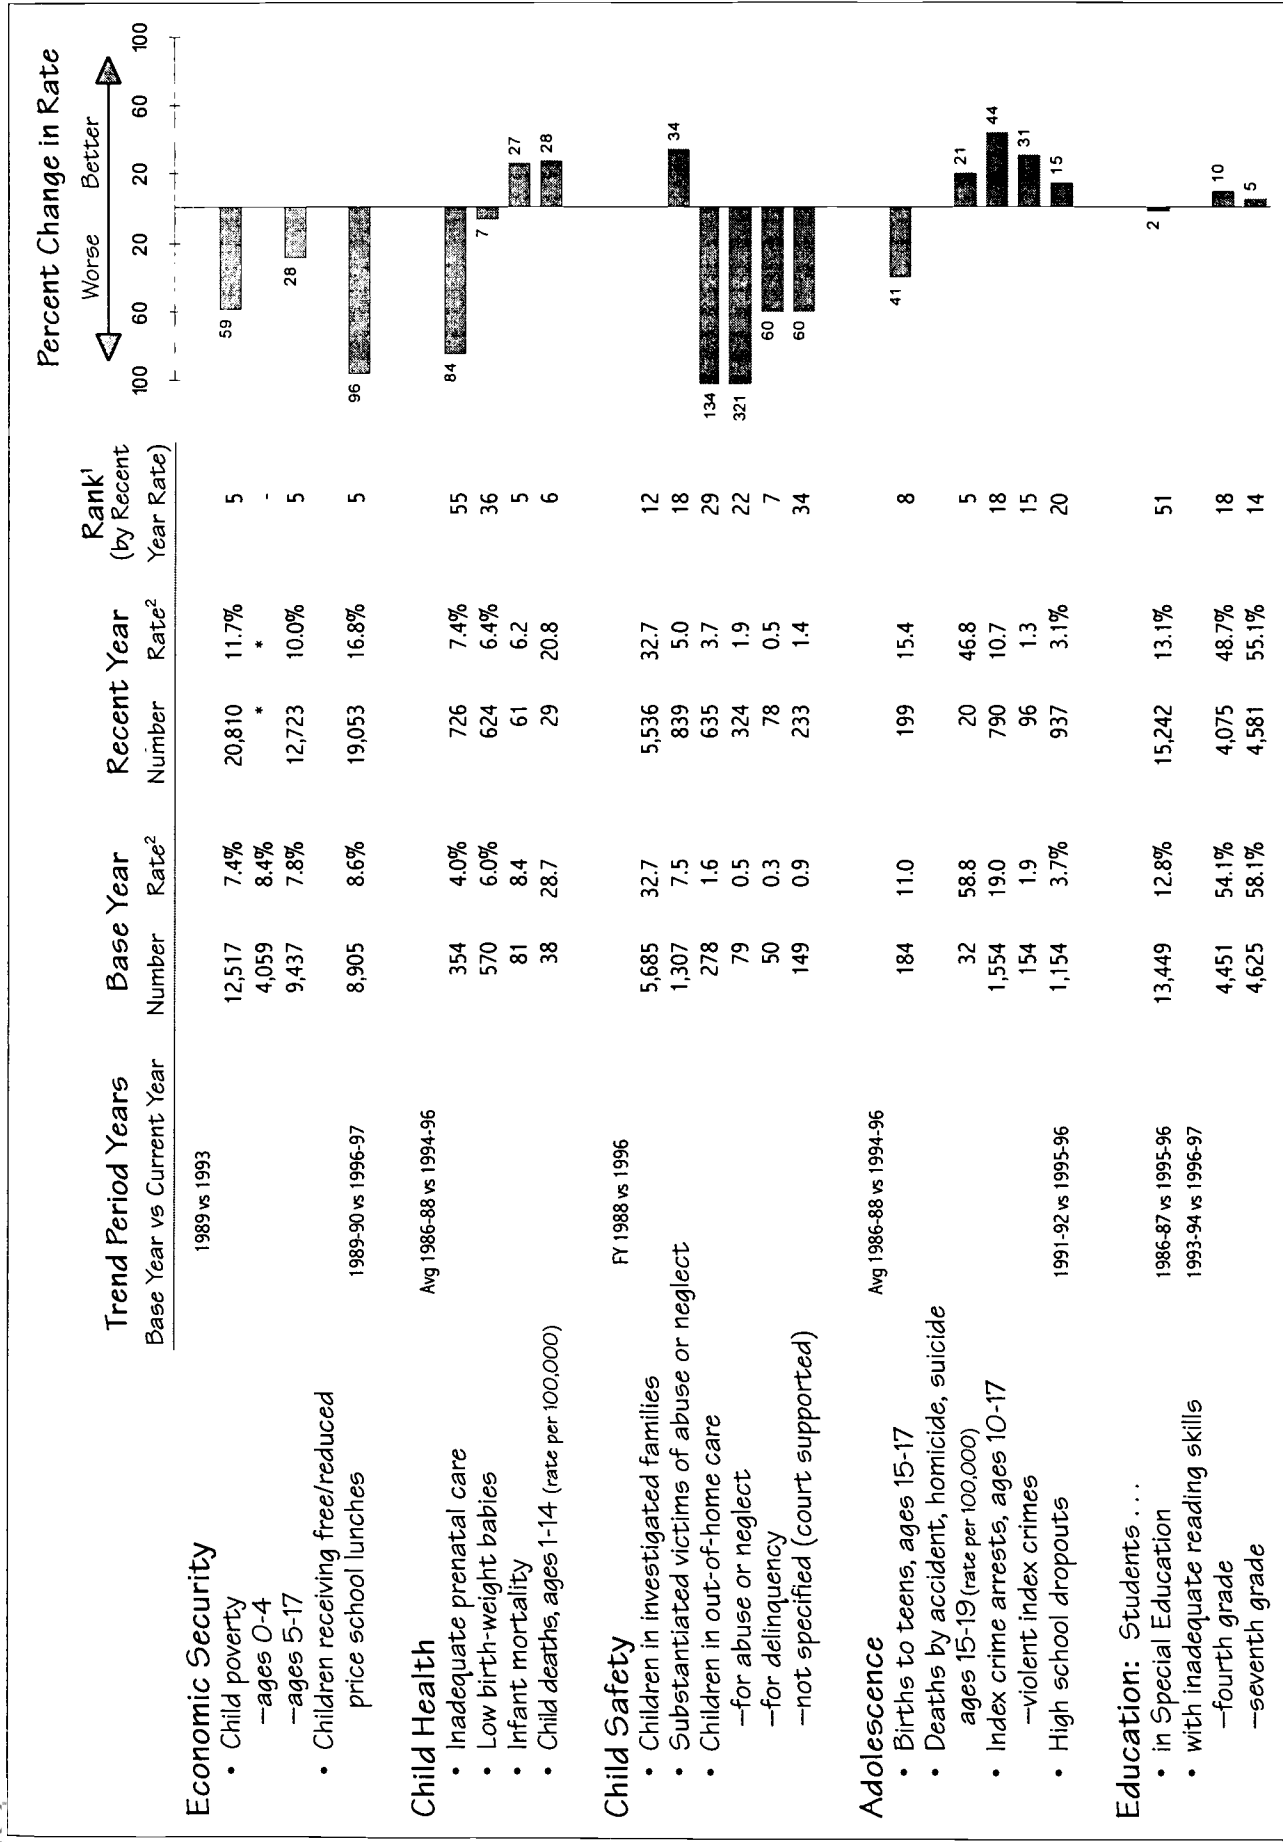 Percent Change in Rate
Worse Better
100 60 20 20 60 100
Trend Period Years Base Year Recent Year Rank¹
(by Recent
Base Year vs Current Year Number Rate² Number Rate² Year Rate)
Economic Security
1989 vs 1993
• Child poverty 12,517 7.4% 20,810 11.7% 5 59
—ages 0-4 4,059 8.4% * * -
—ages 5-17 9,437 7.8% 12,723 10.0% 5 28
• Children receiving free/reduced
price school lunches 1989-90 vs 1996-97 8,905 8.6% 19,053 16.8% 5 96
Child Health Avg 1986-88 vs 1994-96
• Inadequate prenatal care 354 4.0% 726 7.4% 55 84
• Low birth-weight babies 570 6.0% 624 6.4% 36 7
• Infant mortality 81 8.4 61 6.2 5 27
• Child deaths, ages 1-14 (rate per 100,000) 38 28.7 29 20.8 6 28
Child Safety FY 1988 vs 1996
• Children in investigated families 5,685 32.7 5,536 32.7 12
• Substantiated victims of abuse or neglect 1,307 7.5 839 5.0 18 34
• Children in out-of-home care 278 1.6 635 3.7 29 134
—for abuse or neglect 79 0.5 324 1.9 22 321
—for delinquency 50 0.3 78 0.5 7 60
—not specified (court supported) 149 0.9 233 1.4 34 60
Adolescence Avg 1986-88 vs 1994-96
• Births to teens, ages 15-17 184 11.0 199 15.4 8 41
• Deaths by accident, homicide, suicide
ages 15-19 (rate per 100,000) 32 58.8 20 46.8 5 21
• Index crime arrests, ages 10-17 1,554 19.0 790 10.7 18 44
—violent index crimes 154 1.9 96 1.3 15 31
• High school dropouts 1991-92 vs 1995-96 1,154 3.7% 937 3.1% 20 15
Education: Students . . .
• in Special Education 1986-87 vs 1995-96 13,449 12.8% 15,242 13.1% 51 2
• with inadequate reading skills 1993-94 vs 1996-97
—fourth grade 4,451 54.1% 4,075 48.7% 18 10
—seventh grade 4,625 58.1% 4,581 55.1% 14 5